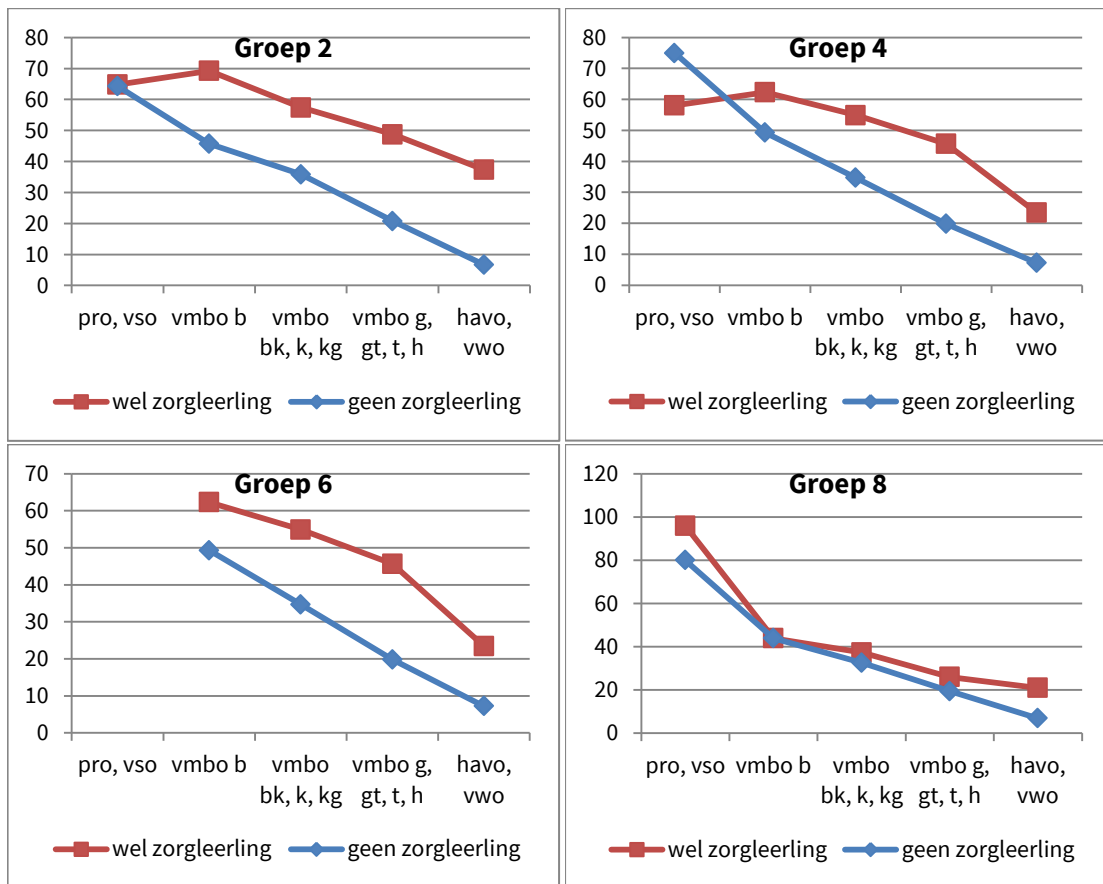 Groep 2
80
70
60
50
40
30
20
10
0
pro, vso vmbo b vmbo vmbo g, havo,
bk, k, kg gt, t, h vwo
wel zorgleerling geen zorgleerling
Groep 4
80
70
60
50
40
30
20
10
0
pro, vso vmbo b vmbo vmbo g, havo,
bk, k, kg gt, t, h vwo
wel zorgleerling geen zorgleerling
Groep 6
70
60
50
40
30
20
10
0
pro, vso vmbo b vmbo vmbo g, havo,
bk, k, kg gt, t, h vwo
wel zorgleerling geen zorgleerling
Groep 8
120
100
80
60
40
20
0
pro, vso vmbo b vmbo vmbo g, havo,
bk, k, kg gt, t, h vwo
wel zorgleerling geen zorgleerling